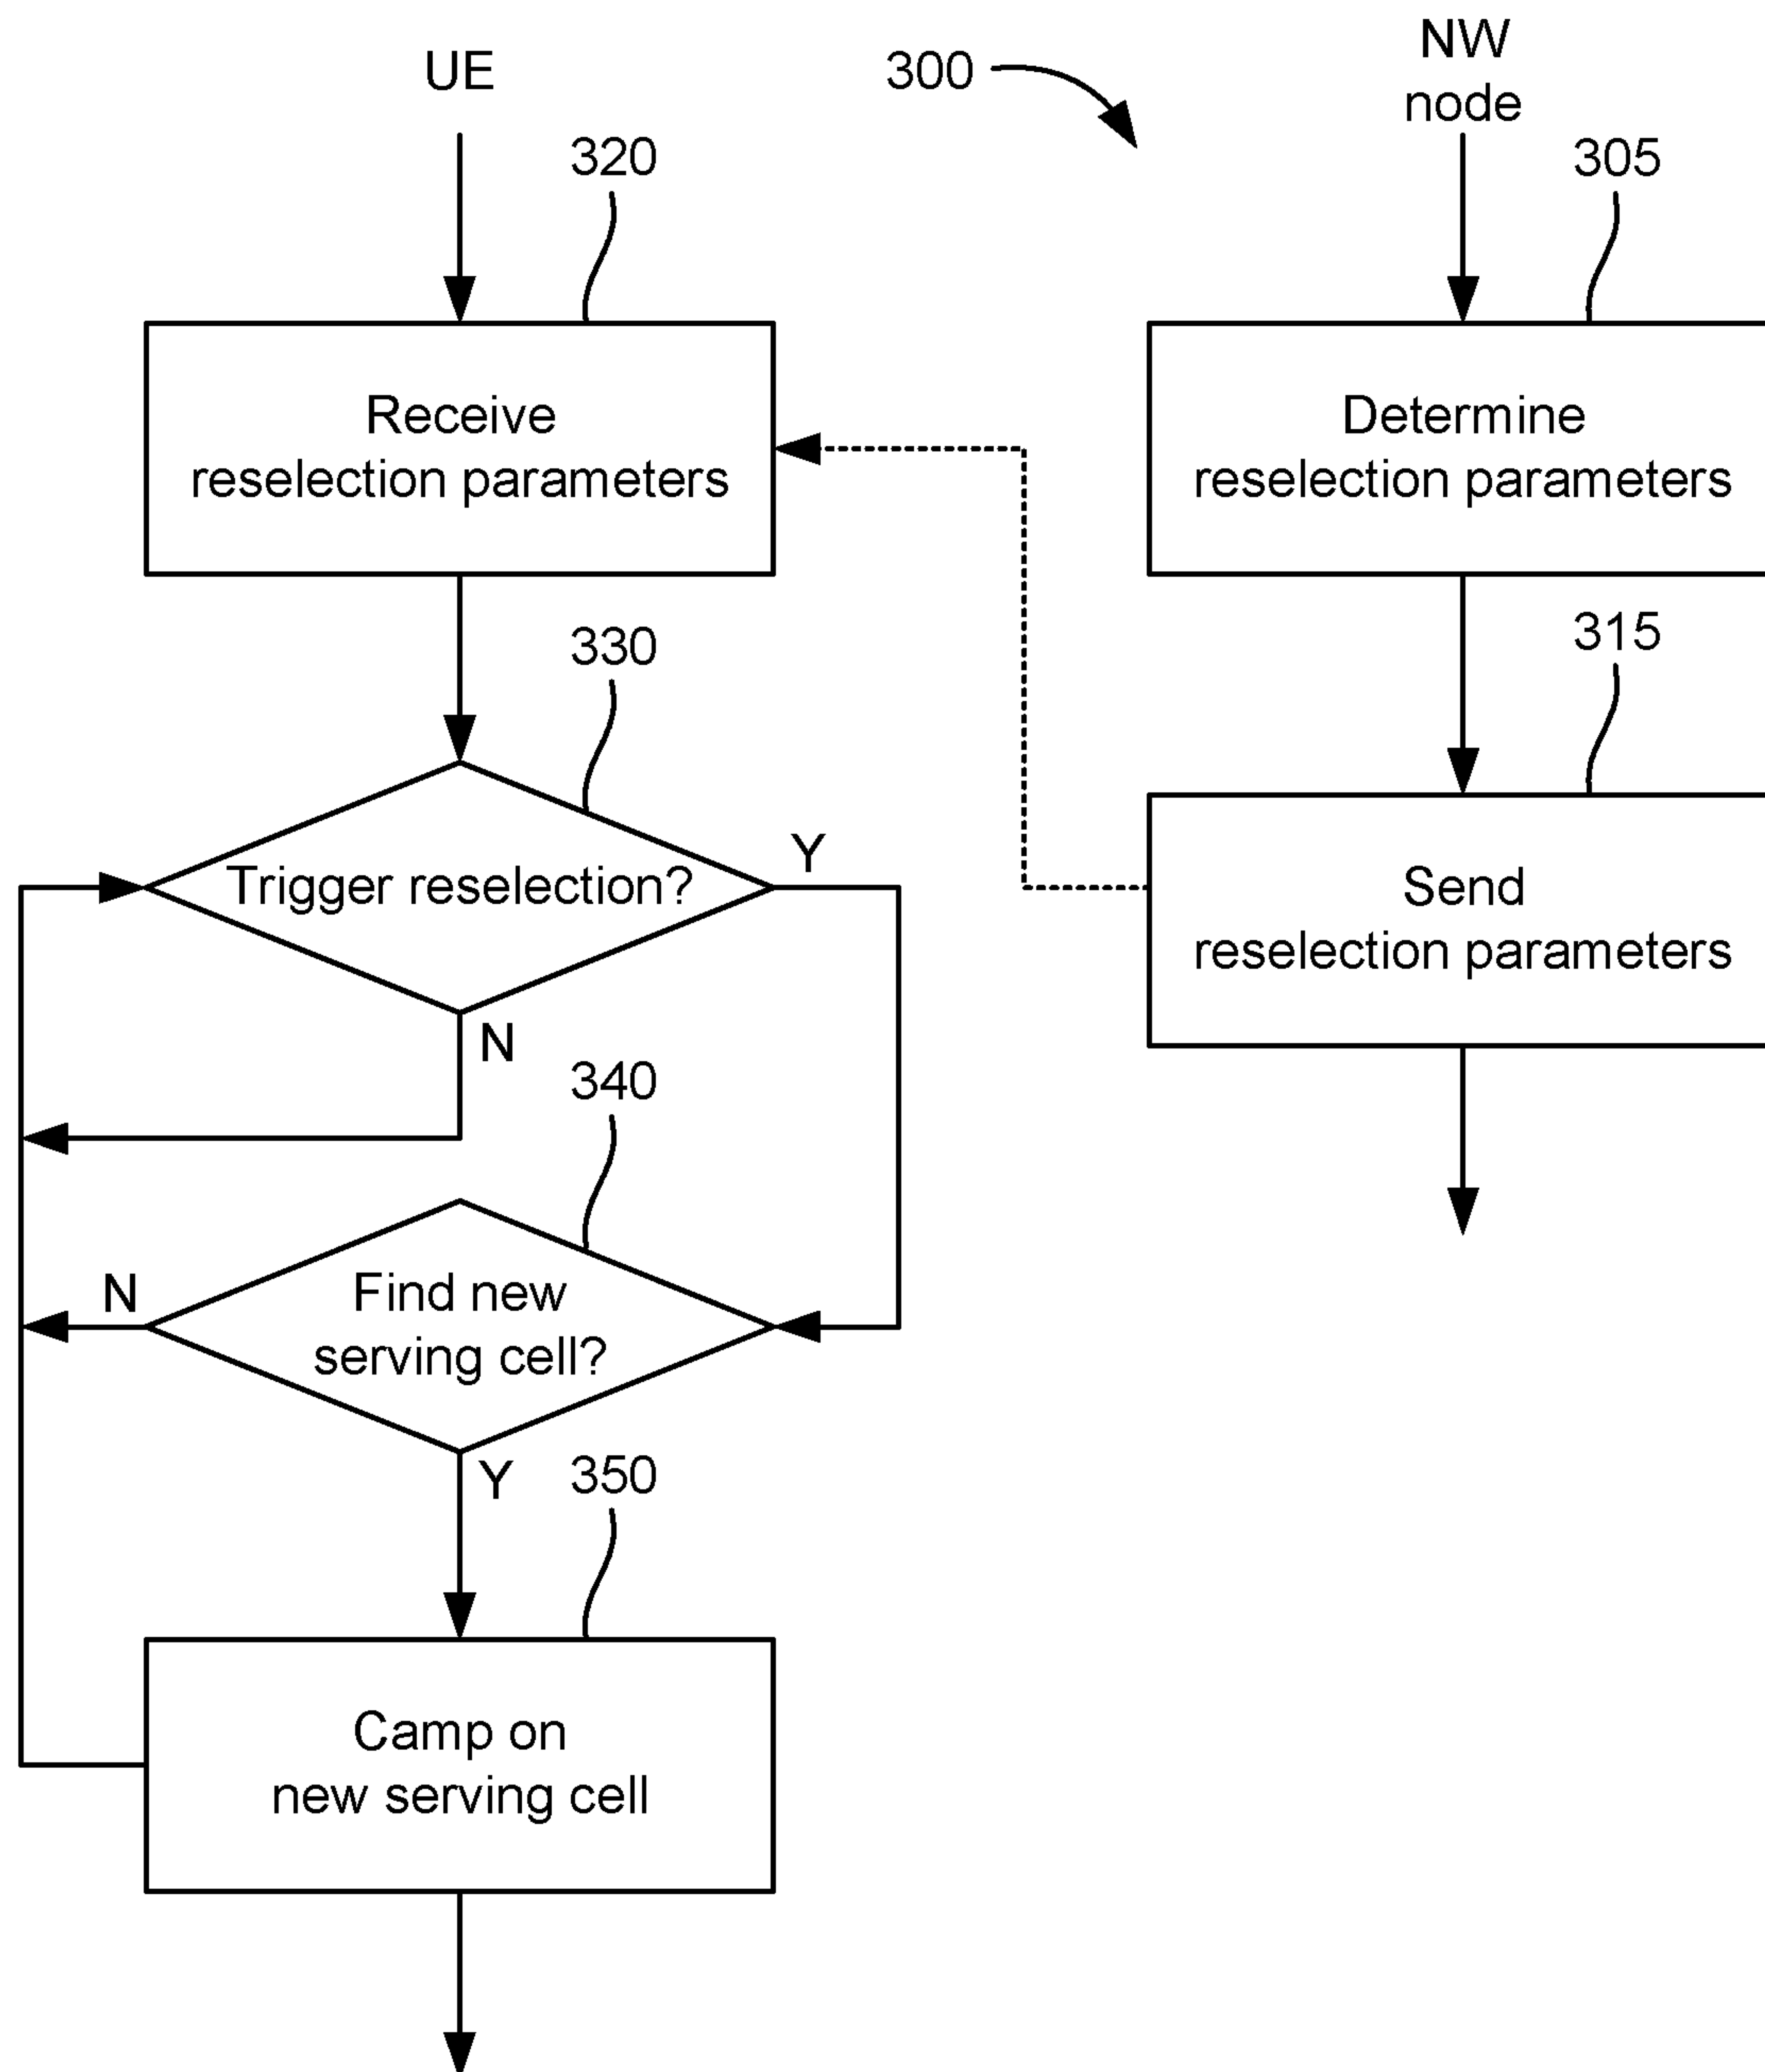 UE
300
NW
node
320
305
Receive
reselection parameters
Determine
reselection parameters
330
315
Trigger reselection?
Y
N
Send
reselection parameters
340
Find new
serving cell?
N
Y
350
Camp on
new serving cell